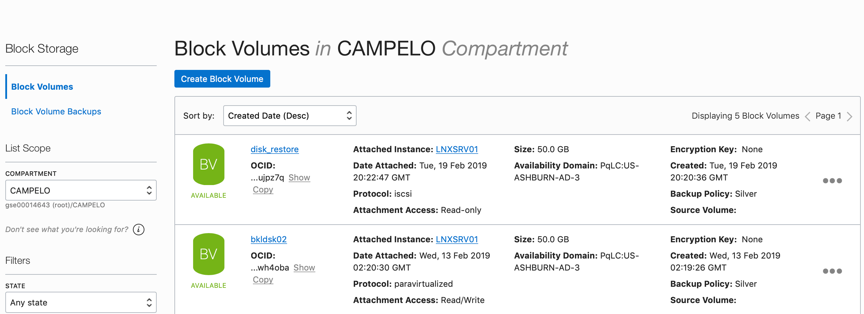 Block Storage
Block Volumes
Block Volume Backups
List Scope
COMPARTMENT
CAMPELO
gse00014643 (root)/CAMPELO
Don't see what you're looking for? i
Filters
STATE
Any state
Block Volumes in CAMPELO Compartment
Create Block Volume
Sort by: Created Date (Desc) Displaying 5 Block Volumes Page 1
BV
AVAILABLE
disk_restore
OCID:
...ujpz7q Show
Copy
Attached Instance: LNXSRV01
Date Attached: Tue, 19 Feb 2019
20:22:47 GMT
Protocol: iscsi
Attachment Access: Read-only
Size: 50.0 GB
Availability Domain: PqLC:US-
ASHBURN-AD-3
Encryption Key: None
Created: Tue, 19 Feb 2019
20:20:36 GMT
Backup Policy: Silver
Source Volume:
BV
AVAILABLE
bkldsk02
OCID:
...wh4oba Show
Copy
Attached Instance: LNXSRV01
Date Attached: Wed, 13 Feb 2019
02:20:30 GMT
Protocol: paravirtualized
Attachment Access: Read/Write
Size: 50.0 GB
Availability Domain: PqLC:US-
ASHBURN-AD-3
Encryption Key: None
Created: Wed, 13 Feb 2019
02:19:26 GMT
Backup Policy: Silver
Source Volume: